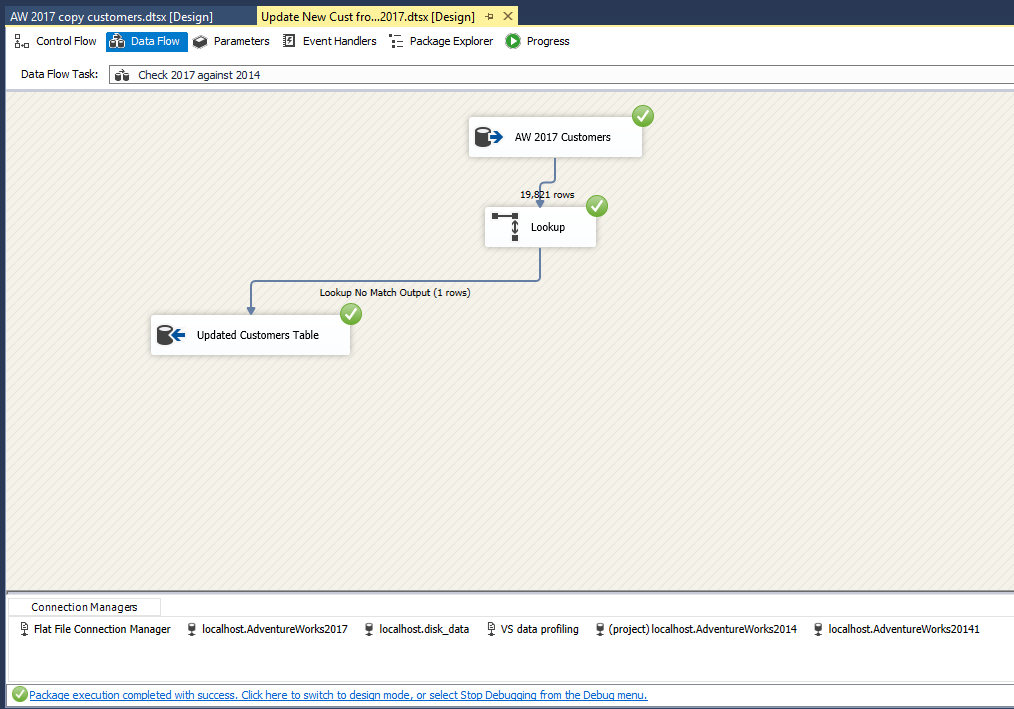 AW 2017 copy customers.dtsx [Design] Update New Cust fro...2017.dtsx [Design]
Control Flow Data Flow Parameters Event Handlers Package Explorer Progress
Data Flow Task: Check 2017 against 2014
AW 2017 Customers
19,821 rows
Lookup
Lookup No Match Output (1 rows)
Updated Customers Table
Connection Managers
Flat File Connection Manager localhost.AdventureWorks2017 localhost.disk_data VS data profiling (project) localhost.AdventureWorks2014 localhost.AdventureWorks20141
Package execution completed with success. Click here to switch to design mode, or select Stop Debugging from the Debug menu.